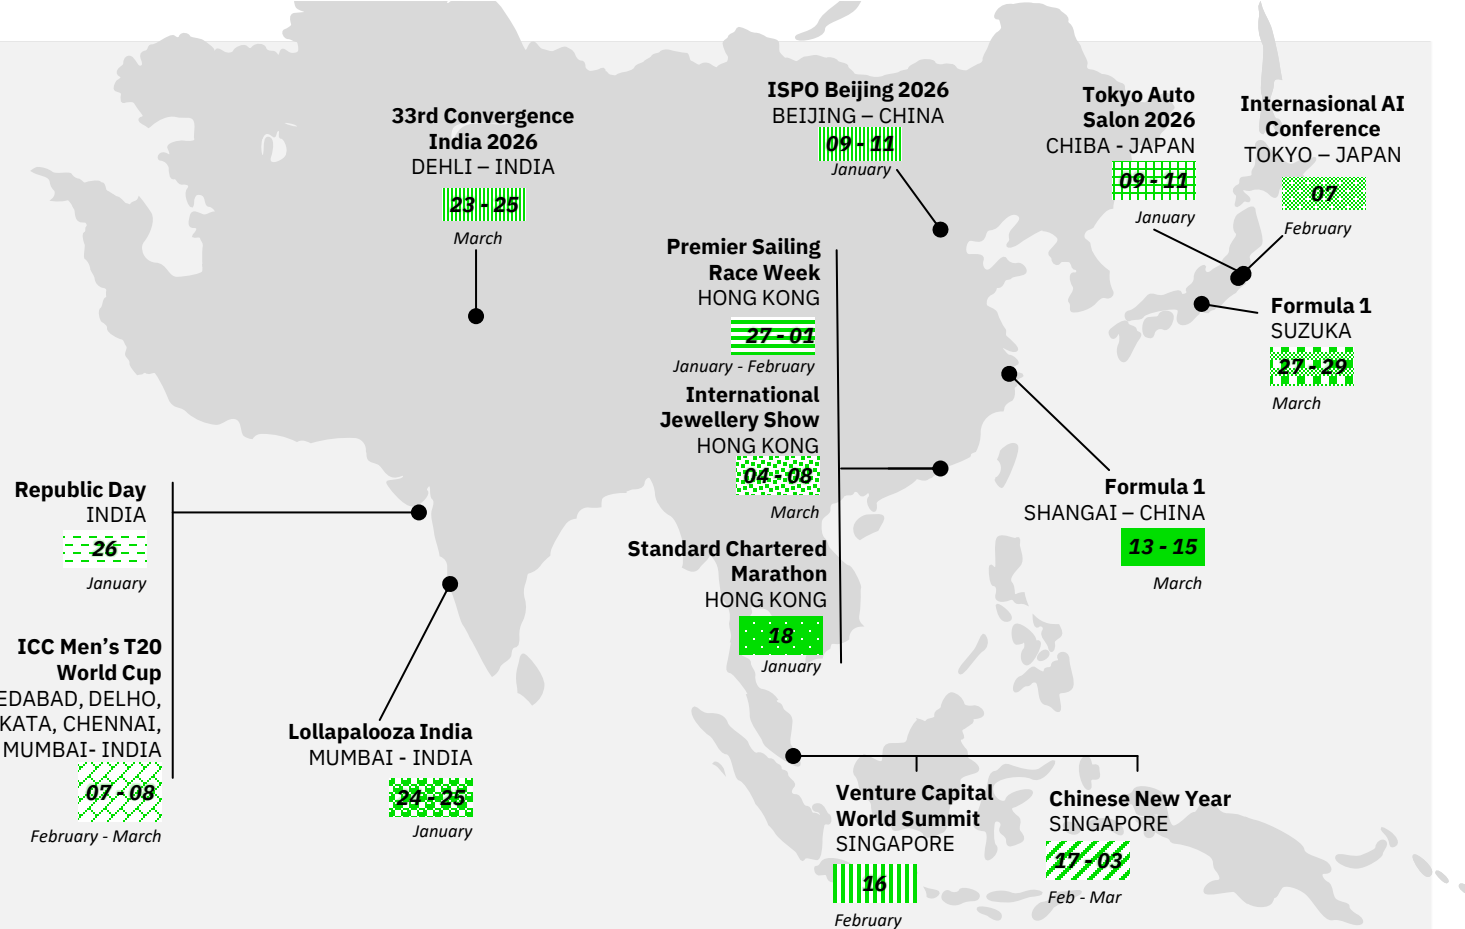 33rd Convergence
India 2026
DEHLI – INDIA
23 - 25
March
ISPO Beijing 2026
BEIJING – CHINA
09 - 11
January
Tokyo Auto
Salon 2026
CHIBA - JAPAN
09 - 11
January
Internasional AI
Conference
TOKYO – JAPAN
07
February
Premier Sailing
Race Week
HONG KONG
27 - 01
January - February
International
Jewellery Show
HONG KONG
04 - 08
March
Standard Chartered
Marathon
HONG KONG
18
January
Formula 1
SUZUKA
27 - 29
March
Formula 1
SHANGAI – CHINA
13 - 15
March
Republic Day
INDIA
26
January
ICC Men’s T20
World Cup
EDABAD, DELHO,
KATA, CHENNAI,
MUMBAI- INDIA
07 - 08
February - March
Lollapalooza India
MUMBAI - INDIA
24 - 25
January
Venture Capital
World Summit
SINGAPORE
16
February
Chinese New Year
SINGAPORE
17 - 03
Feb - Mar